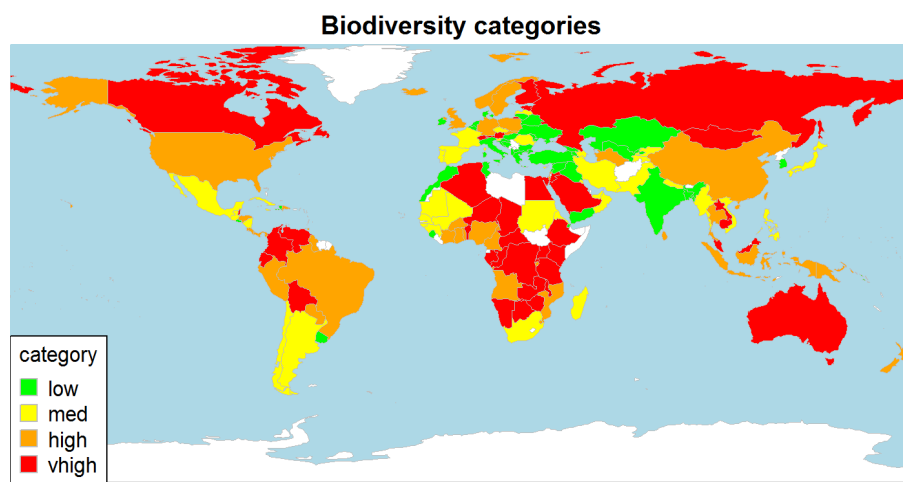 Biodiversity categories
category
low
med
high
vhigh